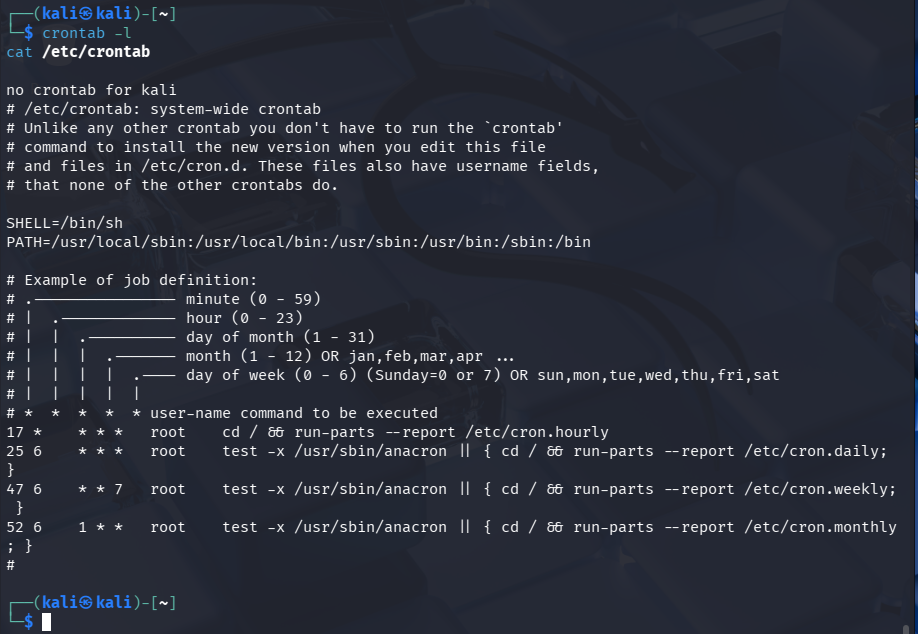 ┌──(kali㉿kali)-[~]
└─$ crontab -l
cat /etc/crontab

no crontab for kali
# /etc/crontab: system-wide crontab
# Unlike any other crontab you don't have to run the `crontab'
# command to install the new version when you edit this file
# and files in /etc/cron.d. These files also have username fields,
# that none of the other crontabs do.

SHELL=/bin/sh
PATH=/usr/local/sbin:/usr/local/bin:/usr/sbin:/usr/bin:/sbin:/bin

# Example of job definition:
# .---------------- minute (0 - 59)
# |  .------------- hour (0 - 23)
# |  |  .---------- day of month (1 - 31)
# |  |  |  .------- month (1 - 12) OR jan,feb,mar,apr ...
# |  |  |  |  .---- day of week (0 - 6) (Sunday=0 or 7) OR sun,mon,tue,wed,thu,fri,sat
# |  |  |  |  |
# *  *  *  *  * user-name command to be executed
17 *    * * *   root    cd / && run-parts --report /etc/cron.hourly
25 6    * * *   root    test -x /usr/sbin/anacron || { cd / && run-parts --report /etc/cron.daily;
}
47 6    * * 7   root    test -x /usr/sbin/anacron || { cd / && run-parts --report /etc/cron.weekly;
 }
52 6    1 * *   root    test -x /usr/sbin/anacron || { cd / && run-parts --report /etc/cron.monthly
; }
#

┌──(kali㉿kali)-[~]
└─$